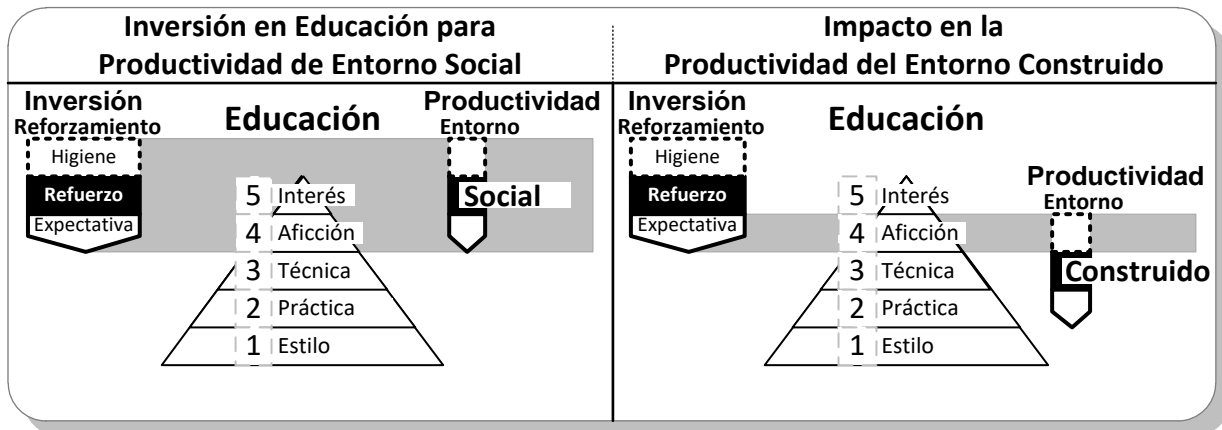 Inversión en Educación para
Productividad de Entorno Social
Inversión
Reforzamiento
Educación
Productividad
Entorno
Higiene
Refuerzo
Expectativa
Social
5 Interés
4 Aficción
3 Técnica
2 Práctica
1 Estilo
Impacto en la
Productividad del Entorno Construido
Inversión
Reforzamiento
Educación
Higiene
Refuerzo
Expectativa
Productividad
Entorno
Construido
5 Interés
4 Aficción
3 Técnica
2 Práctica
1 Estilo